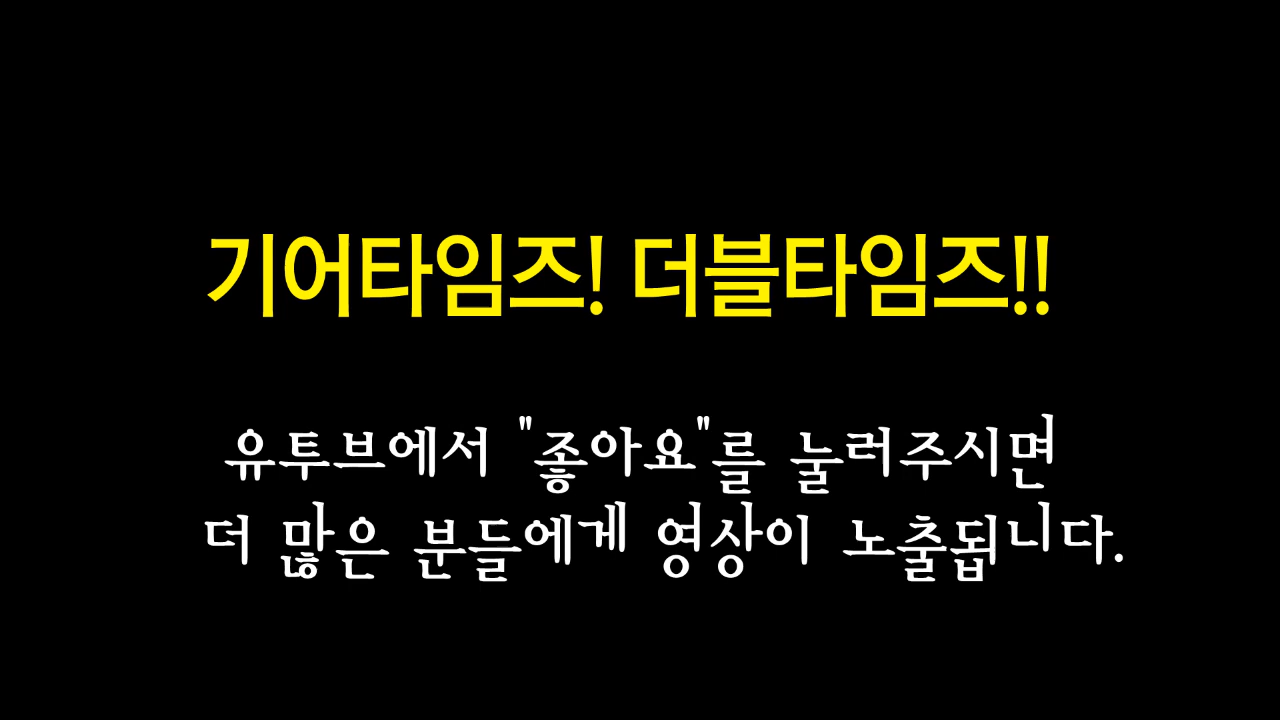 기어타임즈! 더블타임즈!!
유투브에서 "좋아요"를 눌러주시면
더 많은 분들에게 영상이 노출됩니다.